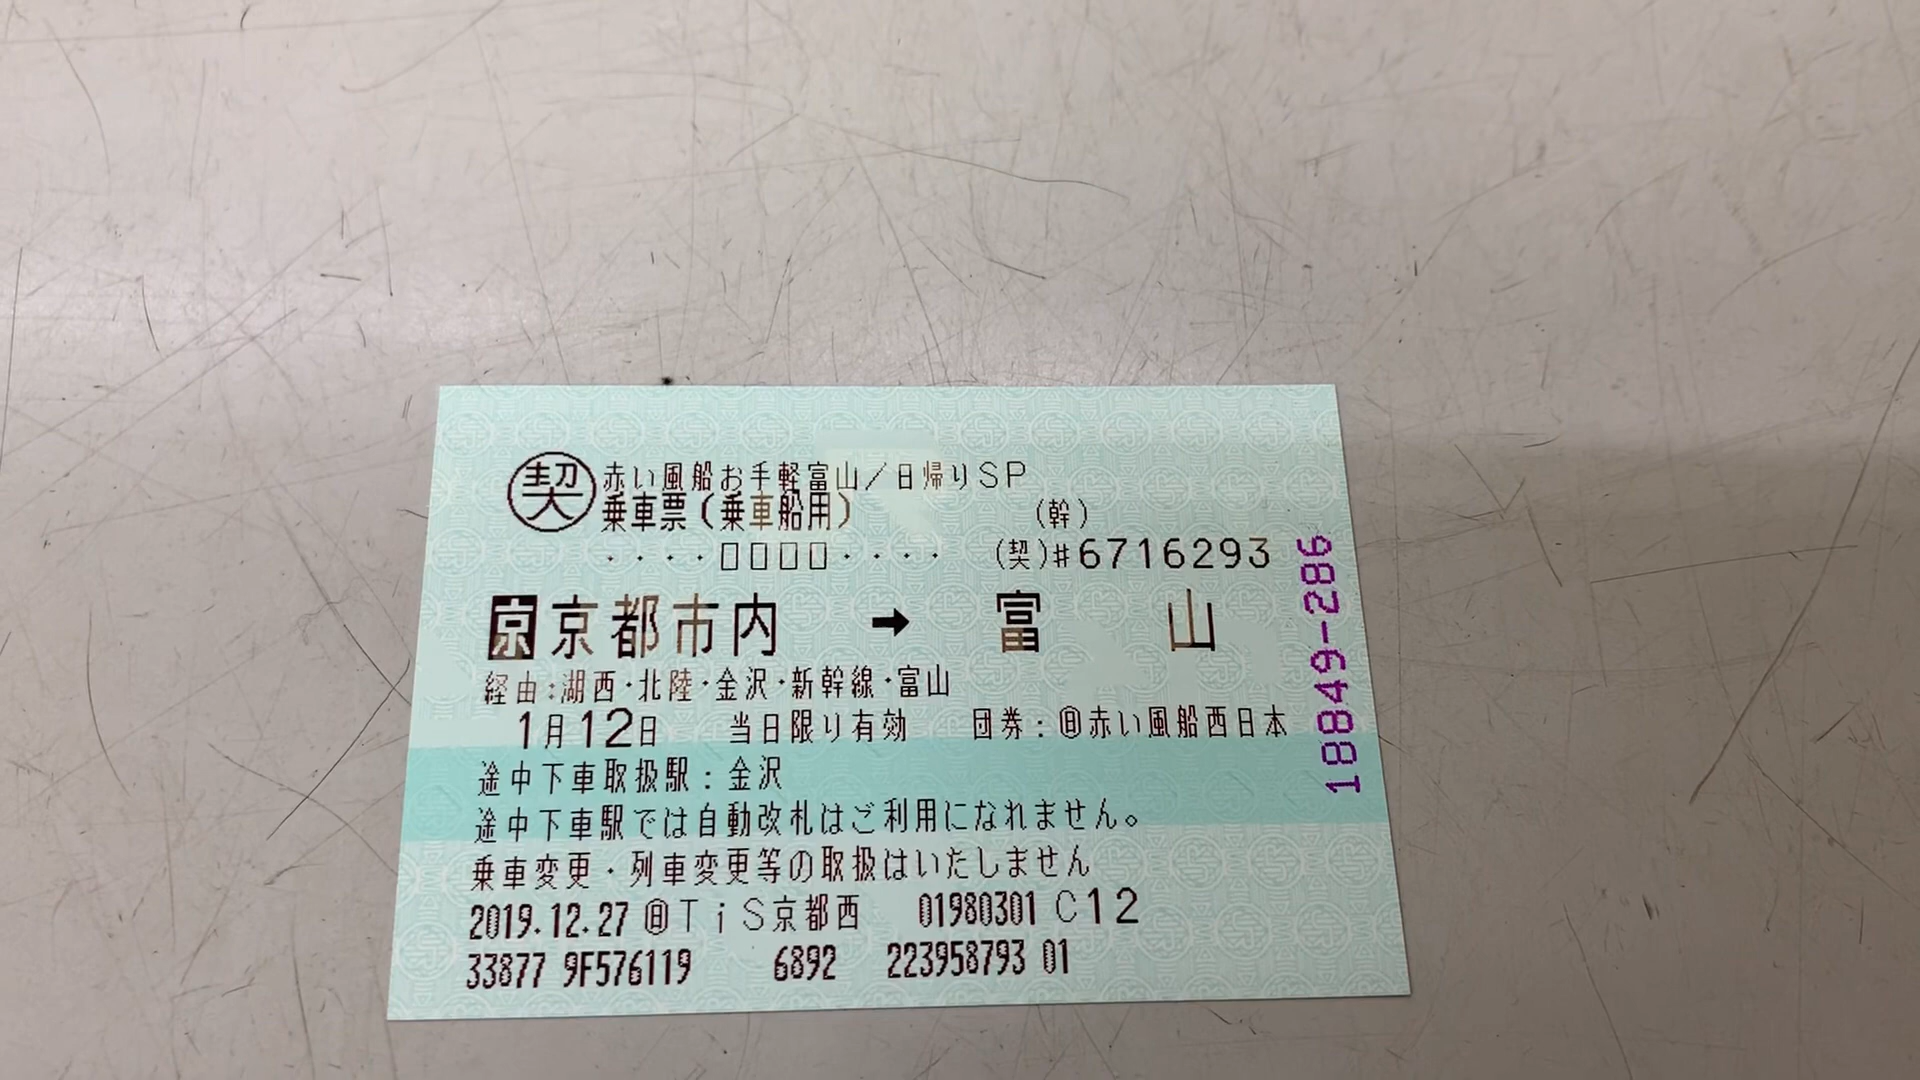 契 赤い風船お手軽富山/日帰りSP
乗車票(乗車船用) (幹)
・・・・□□□□・・・・ (契)#6716293
京 京都市内 → 富山
経由:湖西・北陸・金沢・新幹線・富山
1月12日 当日限り有効 団券:㊐赤い風船西日本
途中下車取扱駅:金沢
途中下車駅では自動改札はご利用になれません。
乗車変更・列車変更等の取扱はいたしません
2019.12.27 ㊐TiS京都西 01980301 C12
33877 9F576119 6892 223958793 01
18849-286